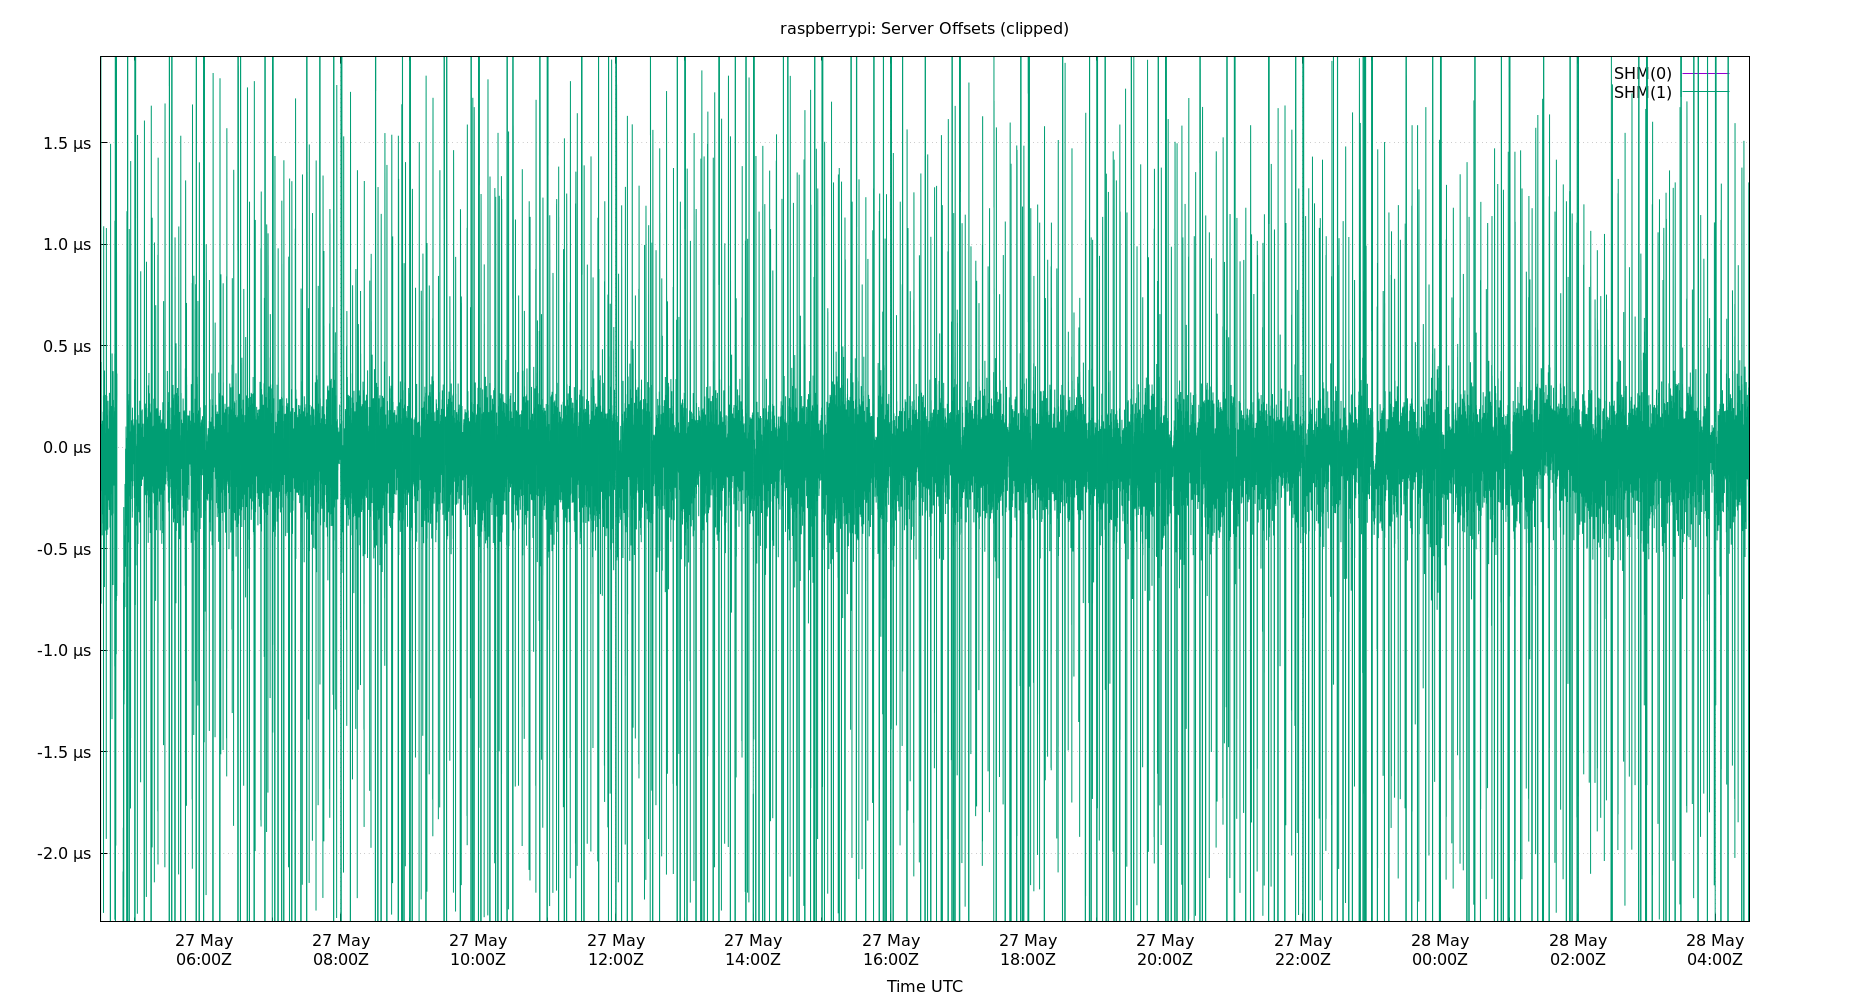 raspberrypi: Server Offsets (clipped)
SHM(0)
SHM(1)
1.5 µs
1.0 µs
0.5 µs
0.0 µs
-0.5 µs
-1.0 µs
-1.5 µs
-2.0 µs
27 May 27 May 27 May 27 May 27 May 27 May 27 May 27 May 27 May 28 May 28 May 28 May
06:00Z 08:00Z 10:00Z 12:00Z 14:00Z 16:00Z 18:00Z 20:00Z 22:00Z 00:00Z 02:00Z 04:00Z
Time UTC